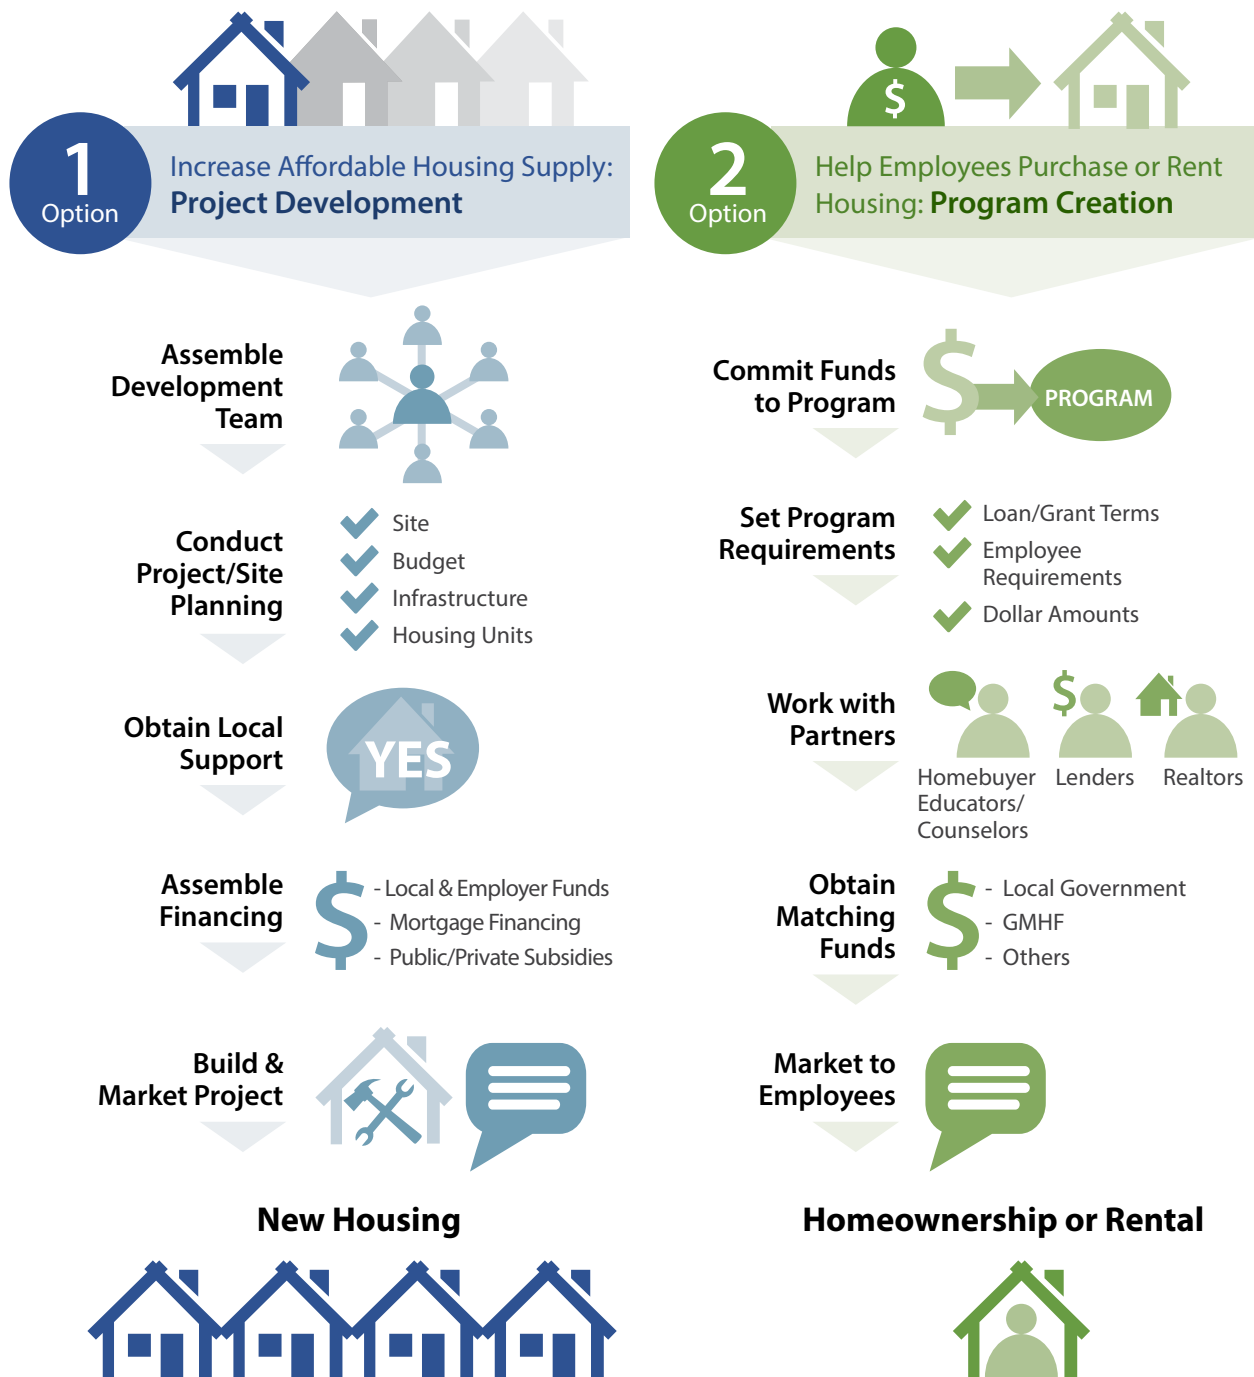 1
Option
Increase Affordable Housing Supply:
Project Development
Assemble
Development
Team
Conduct
Project/Site
Planning
Site
Budget
Infrastructure
Housing Units
Obtain Local
Support
YES
Assemble
Financing
$
- Local & Employer Funds
- Mortgage Financing
- Public/Private Subsidies
Build &
Market Project
New Housing
$
2
Option
Help Employees Purchase or Rent
Housing: Program Creation
Commit Funds
to Program
$
PROGRAM
Set Program
Requirements
Loan/Grant Terms
Employee
Requirements
Dollar Amounts
Work with
Partners
$
Homebuyer
Educators/
Counselors
Lenders
Realtors
Obtain
Matching
Funds
$
- Local Government
- GMHF
- Others
Market to
Employees
Homeownership or Rental